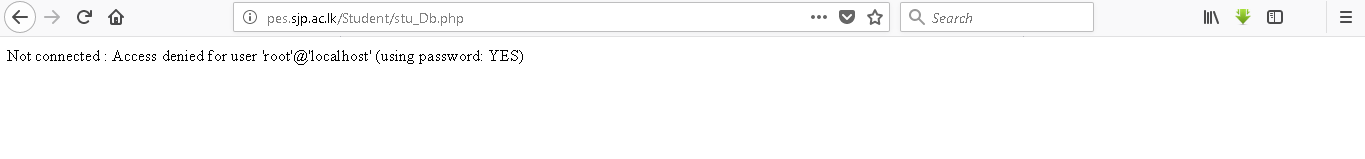 pes.sjp.ac.lk/Student/stu_Db.php
Search
Not connected : Access denied for user 'root'@'localhost' (using password: YES)